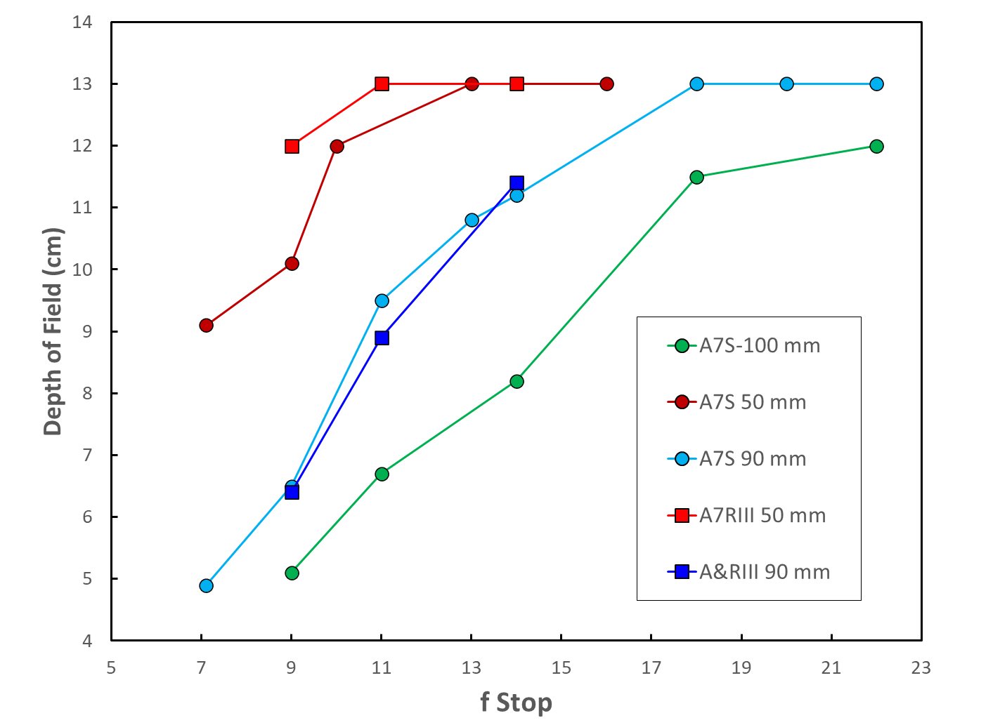 14
13
12
11
10
9
8
7
6
5
4
Depth of Field (cm)
A7S-100 mm
A7S 50 mm
A7S 90 mm
A7RIII 50 mm
A&RIII 90 mm
5 7 9 11 13 15 17 19 21 23
f Stop